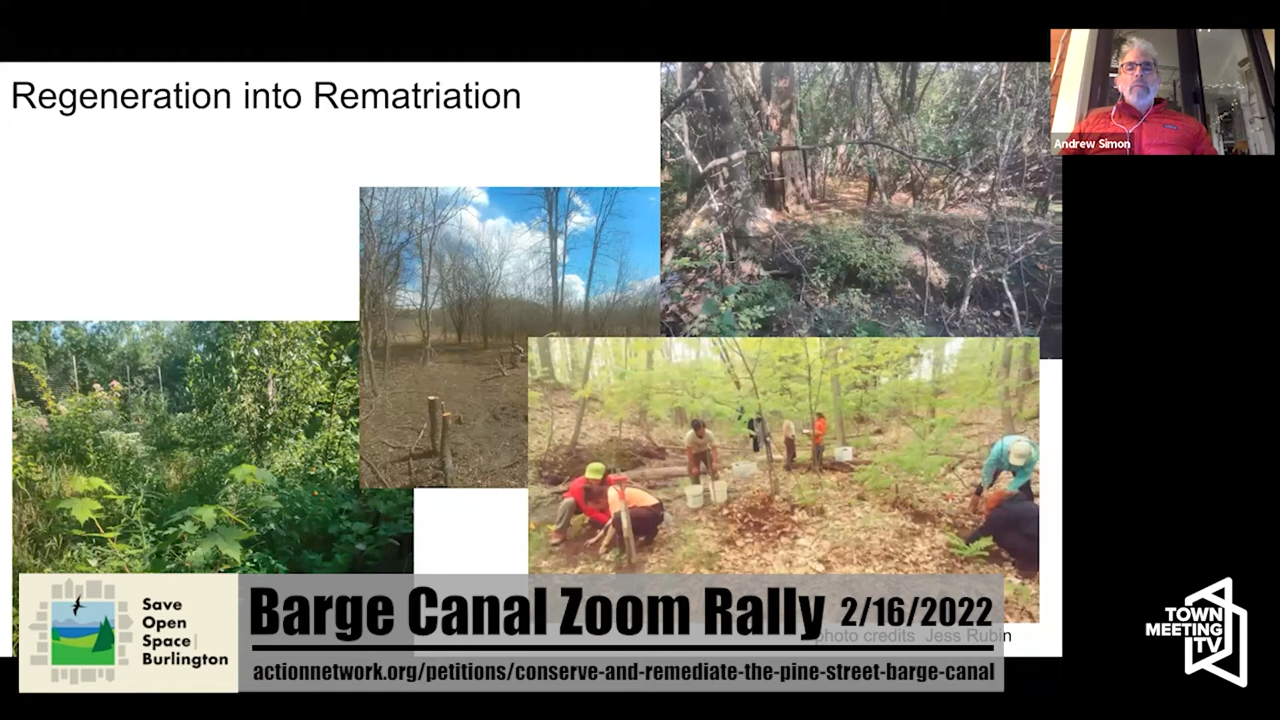 Regeneration into Rematriation
Andrew Simon
Save
Open
Space
Burlington
Barge Canal Zoom Rally 2/16/2022
photo credits Jess Rubin
actionnetwork.org/petitions/conserve-and-remediate-the-pine-street-barge-canal
TOWN
MEETING
TV